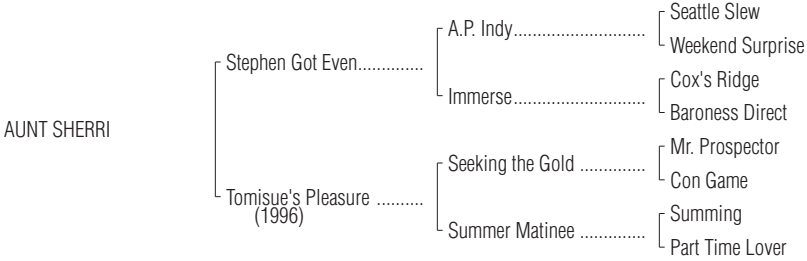 Seattle Slew
A.P. Indy............................
Weekend Surprise
Stephen Got Even..............
Cox's Ridge
Immerse............................
Baroness Direct
AUNT SHERRI
Mr. Prospector
Seeking the Gold ..............
Con Game
Tomisue's Pleasure ..........
(1996)
Summing
Summer Matinee ..............
Part Time Lover